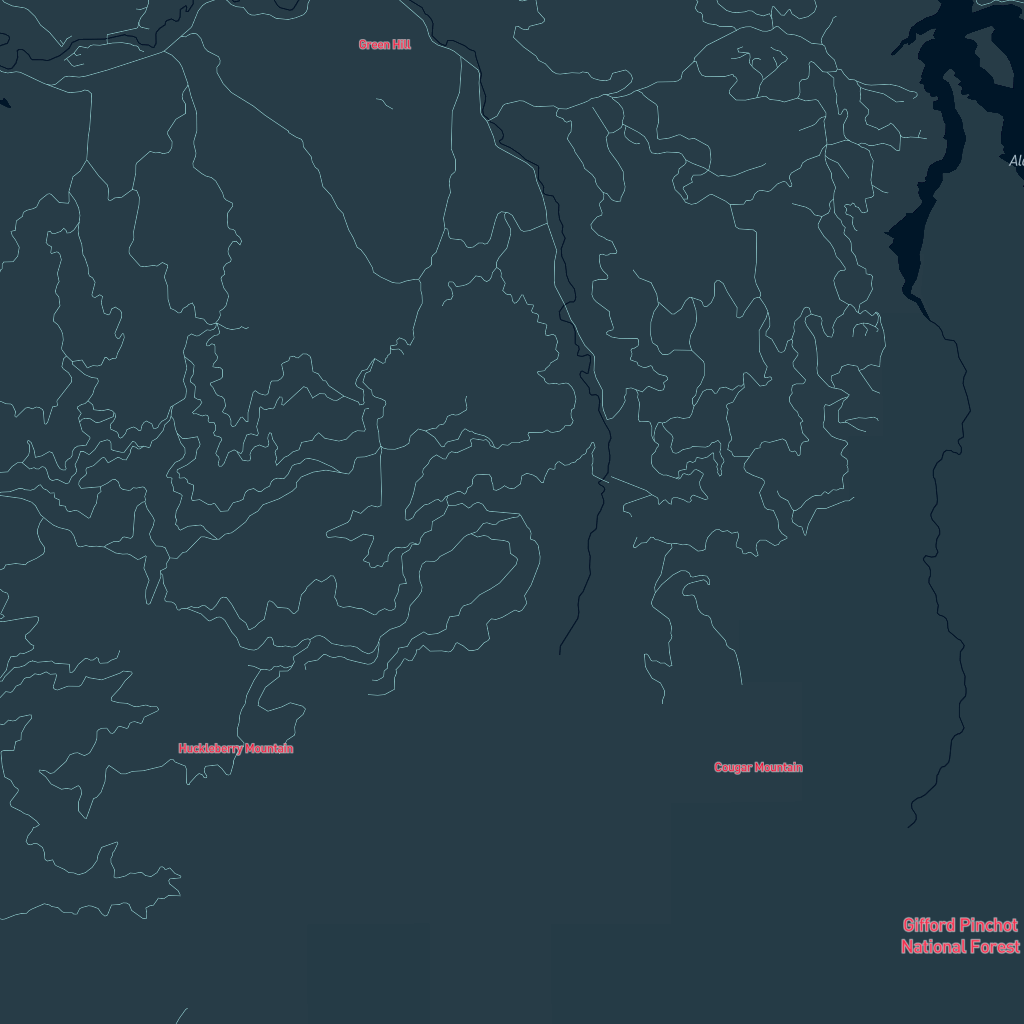 Green Hill
Huckleberry Mountain
Cougar Mountain
Gifford Pinchot
National Forest